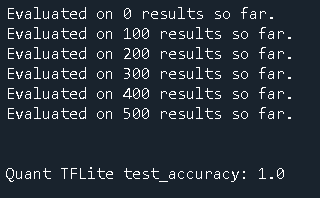 Evaluated on 0 results so far.
Evaluated on 100 results so far.
Evaluated on 200 results so far.
Evaluated on 300 results so far.
Evaluated on 400 results so far.
Evaluated on 500 results so far.
Quant TFLite test_accuracy: 1.0